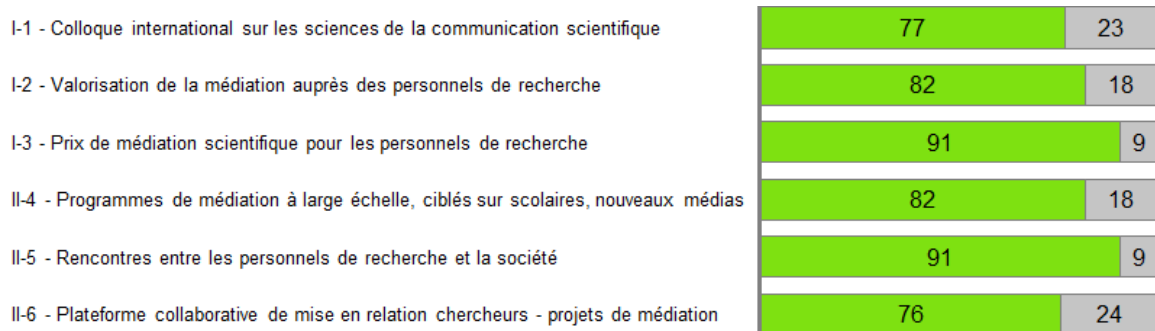 I-1 - Colloque international sur les sciences de la communication scientifique 77 23
I-2 - Valorisation de la médiation auprès des personnels de recherche 82 18
I-3 - Prix de médiation scientifique pour les personnels de recherche 91 9
II-4 - Programmes de médiation à large échelle, ciblés sur scolaires, nouveaux médias 82 18
II-5 - Rencontres entre les personnels de recherche et la société 91 9
II-6 - Plateforme collaborative de mise en relation chercheurs - projets de médiation 76 24